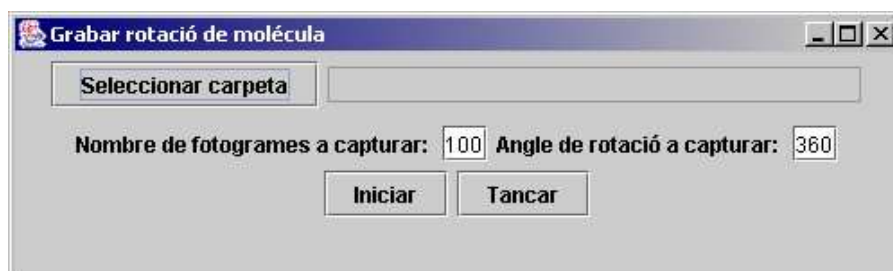 Grabar rotació de molécula
Seleccionar carpeta
Nombre de fotogrames a capturar: 100 Angle de rotació a capturar: 360
Iniciar Tancar